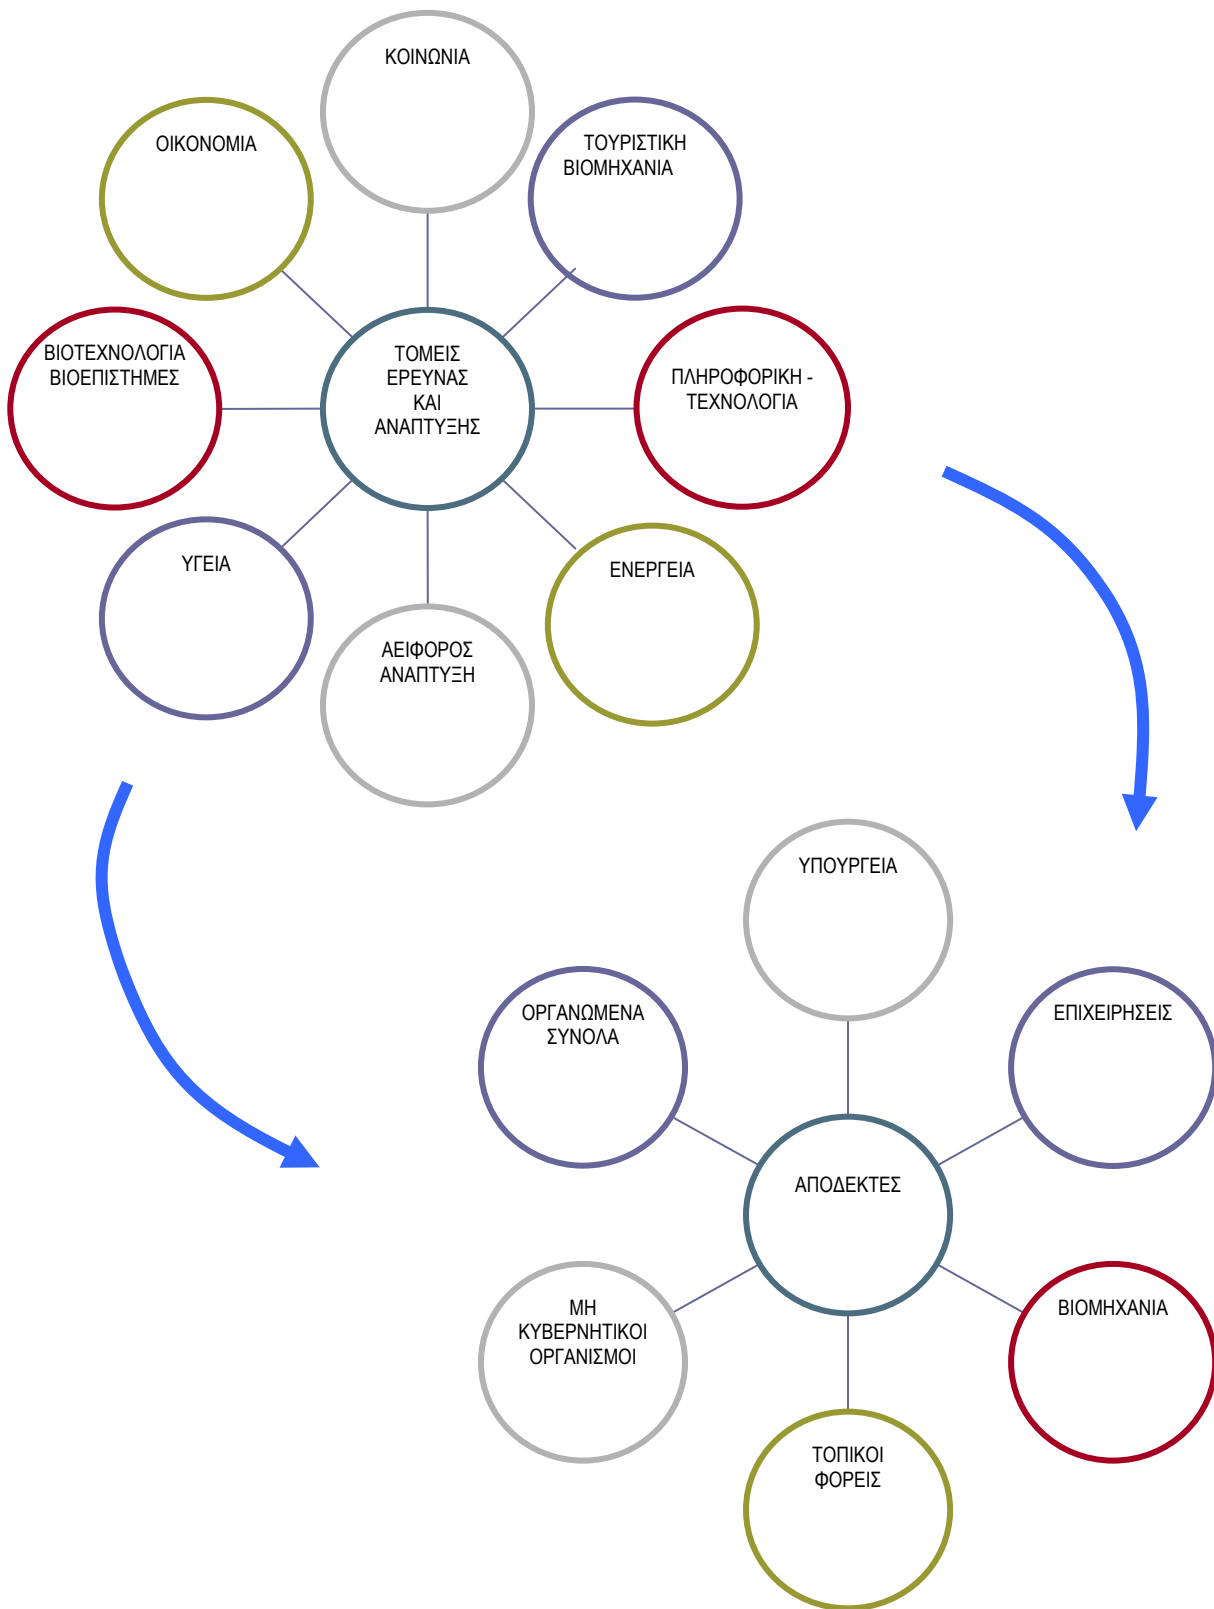 ΚΟΙΝΩΝΙΑ
ΟΙΚΟΝΟΜΙΑ
ΤΟΥΡΙΣΤΙΚΗ
ΒΙΟΜΗΧΑΝΙΑ
ΒΙΟΤΕΧΝΟΛΟΓΙΑ
ΒΙΟΕΠΙΣΤΗΜΕΣ
ΤΟΜΕΙΣ
ΕΡΕΥΝΑΣ
ΚΑΙ
ΑΝΑΠΤΥΞΗΣ
ΠΛΗΡΟΦΟΡΙΚΗ -
ΤΕΧΝΟΛΟΓΙΑ
ΥΓΕΙΑ
ΕΝΕΡΓΕΙΑ
ΑΕΙΦΟΡΟΣ
ΑΝΑΠΤΥΞΗ
ΥΠΟΥΡΓΕΙΑ
ΟΡΓΑΝΩΜΕΝΑ
ΣΥΝΟΛΑ
ΕΠΙΧΕΙΡΗΣΕΙΣ
ΑΠΟΔΕΚΤΕΣ
ΜΗ
ΚΥΒΕΡΝΗΤΙΚΟΙ
ΟΡΓΑΝΙΣΜΟΙ
ΒΙΟΜΗΧΑΝΙΑ
ΤΟΠΙΚΟΙ
ΦΟΡΕΙΣ